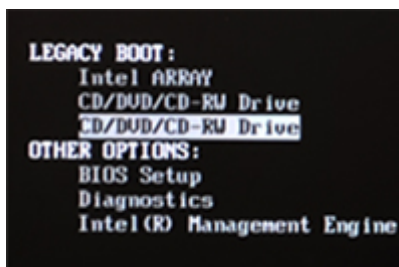 LEGACY BOOT:
Intel ARRAY
CD/DVD/CD-RW Drive
CD/DVD/CD-RW Drive
OTHER OPTIONS:
BIOS Setup
Diagnostics
Intel(R) Management Engine